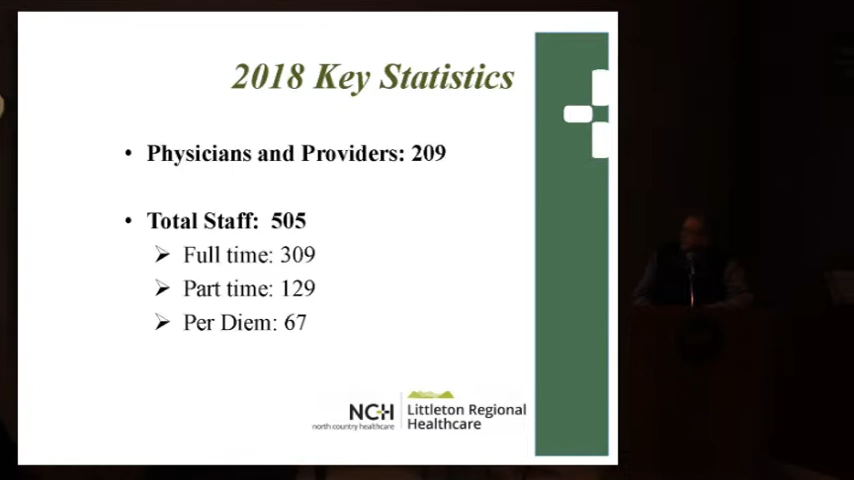 2018 Key Statistics
• Physicians and Providers: 209
• Total Staff: 505
➢ Full time: 309
➢ Part time: 129
➢ Per Diem: 67
NCH
north country healthcare
Littleton Regional
Healthcare